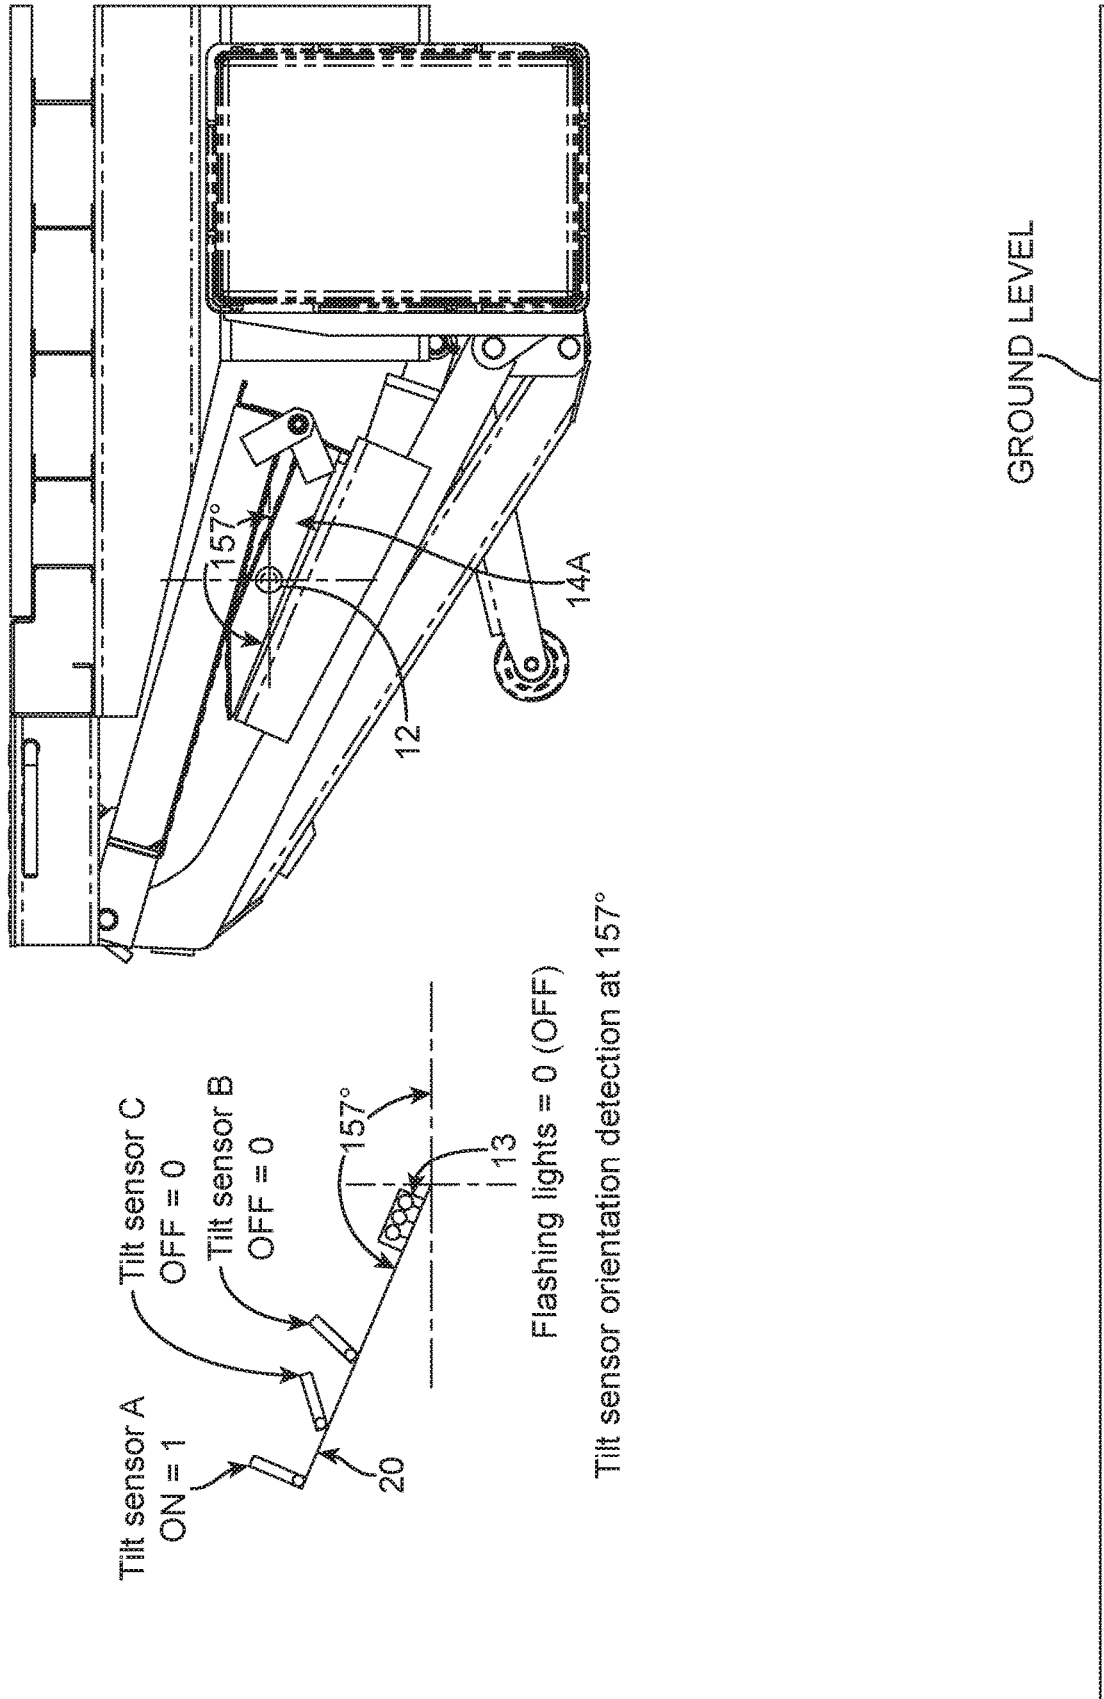 Tilt sensor A
ON = 1
Tilt sensor C
OFF = 0
Tilt sensor B
OFF = 0
157°
157°
20
12
13
14A
Flashing lights = 0 (OFF)
Tilt sensor orientation detection at 157°
GROUND LEVEL